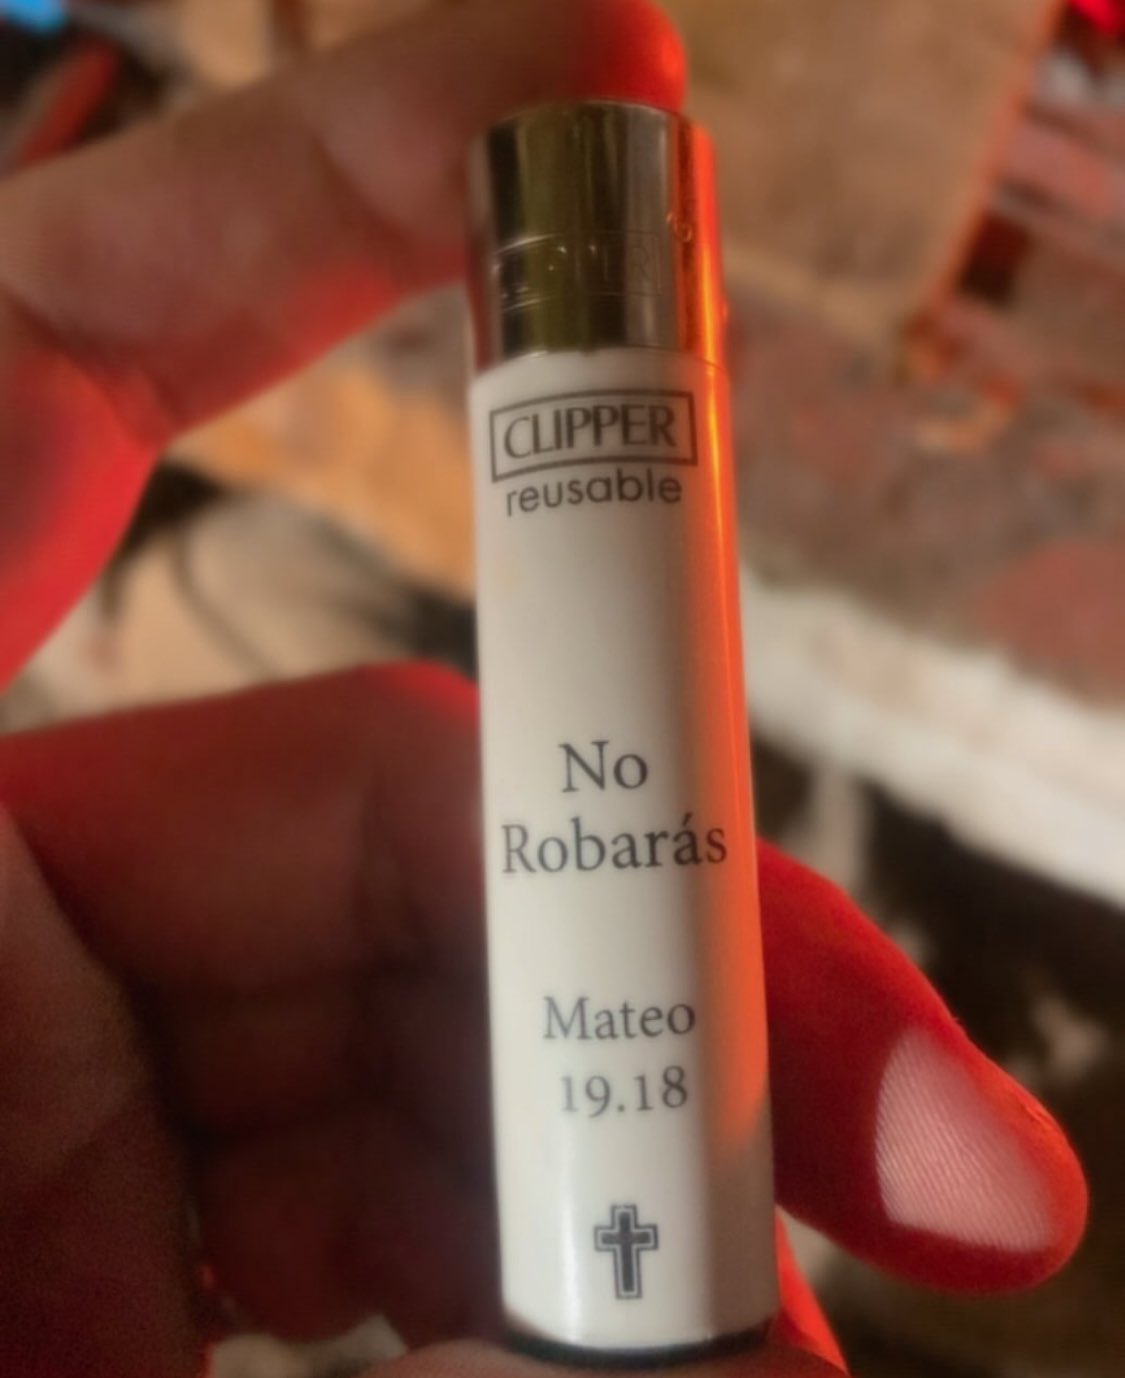 CLIPPER
reusable
No
Robarás
Mateo
19.18